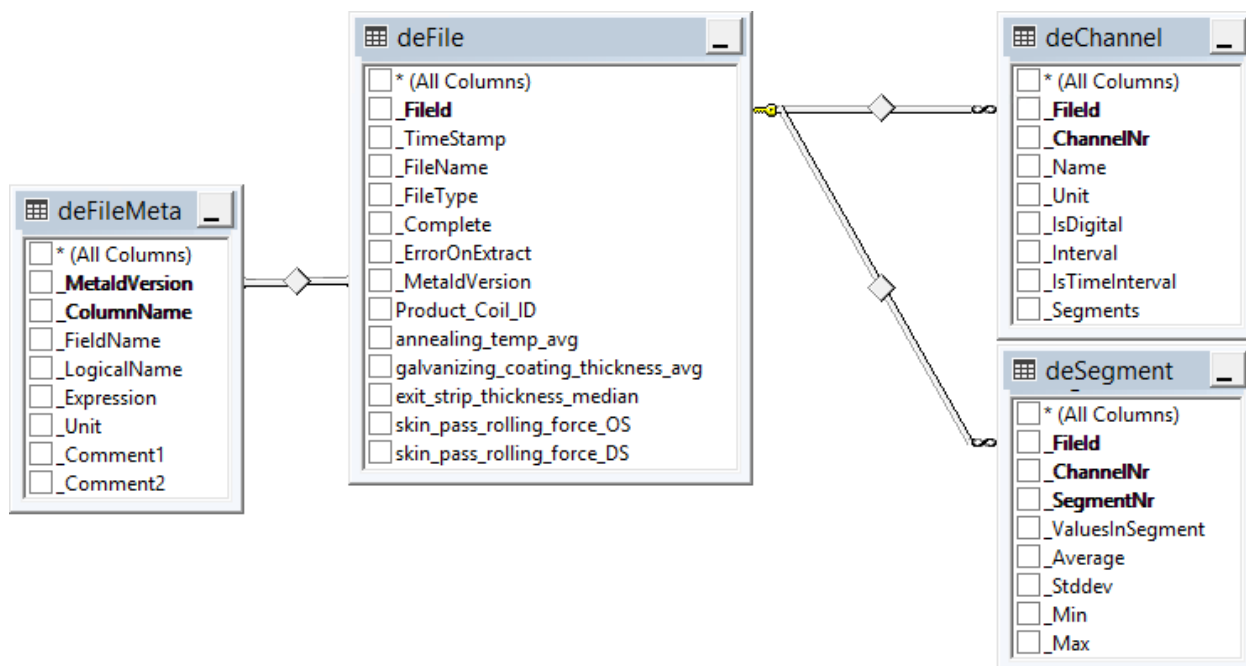 deFileMeta
* (All Columns)
_MetaIdVersion
_ColumnName
_FieldName
_LogicalName
_Expression
_Unit
_Comment1
_Comment2
deFile
* (All Columns)
_FileId
_TimeStamp
_FileName
_FileType
_Complete
_ErrorOnExtract
_MetaIdVersion
Product_Coil_ID
annealing_temp_avg
galvanizing_coating_thickness_avg
exit_strip_thickness_median
skin_pass_rolling_force_OS
skin_pass_rolling_force_DS
deChannel
* (All Columns)
_FileId
_ChannelNr
_Name
_Unit
_IsDigital
_Interval
_IsTimeInterval
_Segments
deSegment
* (All Columns)
_FileId
_ChannelNr
_SegmentNr
_ValuesInSegment
_Average
_Stddev
_Min
_Max